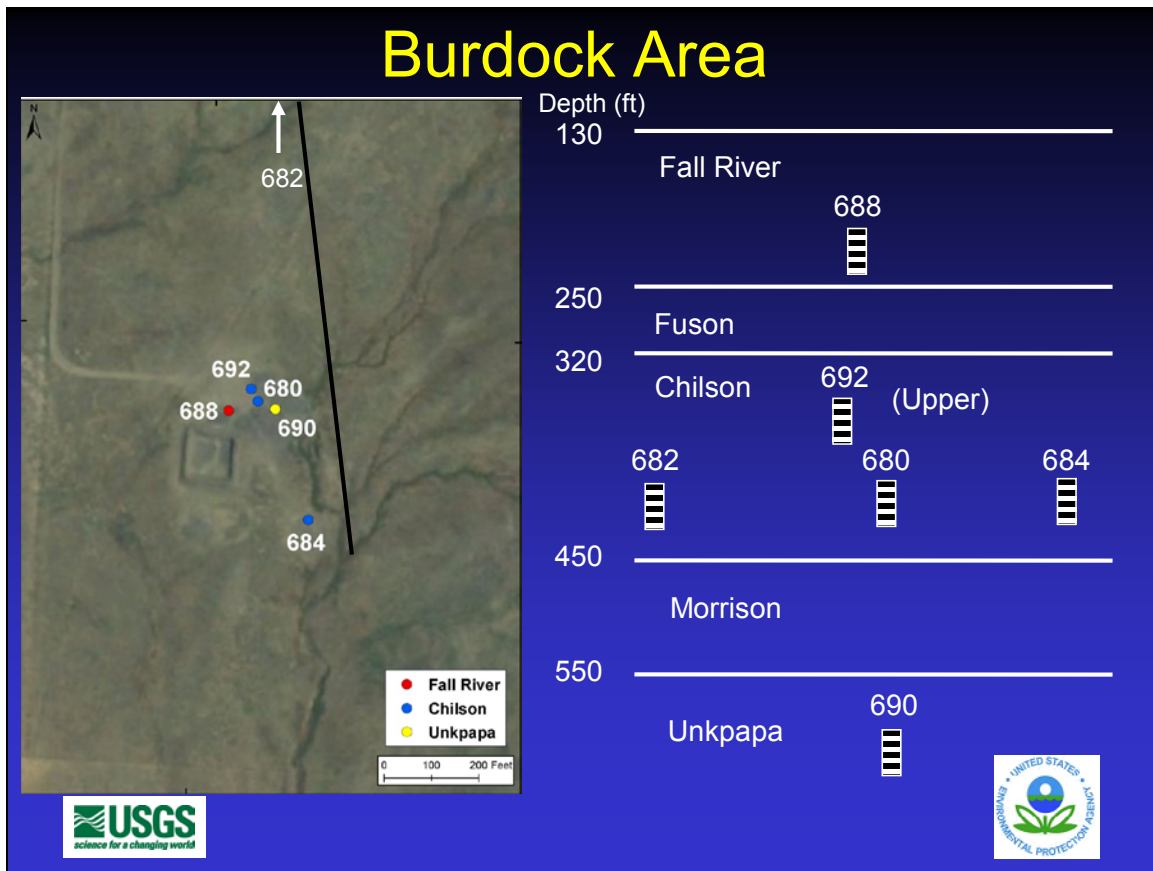 Burdock Area
N
682
692
680
688
690
684
Fall River
Chilson
Unkpapa
0 100 200 Feet
Depth (ft)
130
Fall River
688
250
Fuson
320
Chilson
692
(Upper)
682 680 684
450
Morrison
550
690
Unkpapa
USGS
science for a changing world
UNITED STATES
ENVIRONMENTAL PROTECTION AGENCY